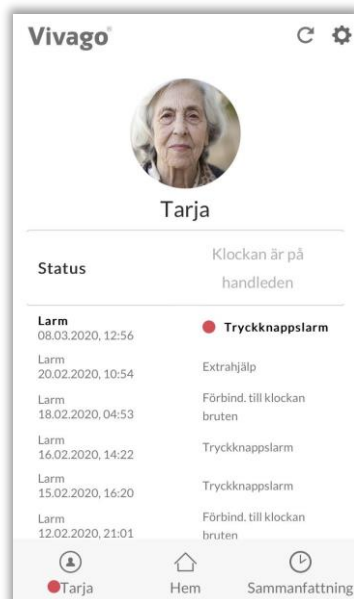 Vivago®
Tarja
Status
Klockan är på
handleden
Larm
08.03.2020, 12:56
Tryckknappslarm
Larm
20.02.2020, 10:54
Extrahjälp
Larm
18.02.2020, 04:53
Förbind. till klockan
bruten
Larm
16.02.2020, 14:22
Tryckknappslarm
Larm
15.02.2020, 16:20
Tryckknappslarm
Larm
12.02.2020, 21:01
Förbind. till klockan
bruten
Tarja
Hem
Sammanfattning